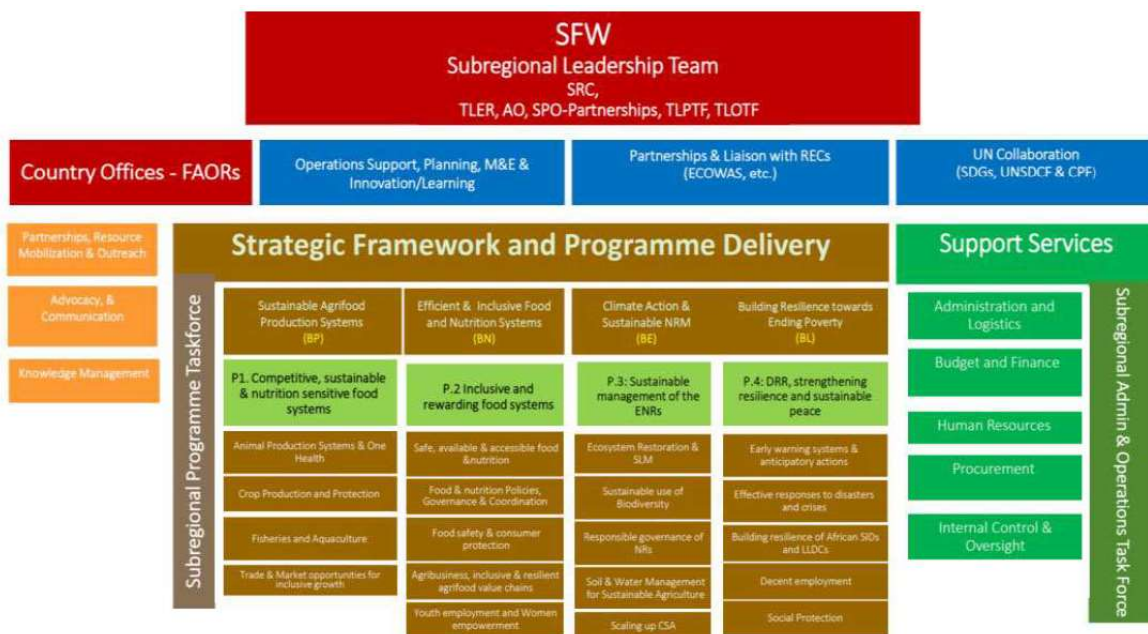 SFW
Subregional Leadership Team
SRC,
TLER, AO, SPO-Partnerships, TLPTF, TLOTF
Country Offices - FAORs
Operations Support, Planning, M&E &
Innovation/Learning
Partnerships & Liaison with RECs
(ECOWAS, etc.)
UN Collaboration
(SDGs, UNSDCF & CPF)
Partnerships, Resource
Mobilization & Outreach
Advocacy, &
Communication
Knowledge Management
Strategic Framework and Programme Delivery
Subregional Programme Taskforce
Sustainable Agrifood
Production Systems
(BP)
P1. Competitive, sustainable
& nutrition sensitive food
systems
Animal Production Systems & One
Health
Crop Production and Protection
Fisheries and Aquaculture
Trade & Market opportunities for
inclusive growth
Efficient & Inclusive Food
and Nutrition Systems
(BN)
P.2 Inclusive and
rewarding food systems
Safe, available & accessible food
&nutrition
Food & nutrition Policies,
Governance & Coordination
Food safety & consumer
protection
Agribusiness, inclusive & resilient
agrifood value chains
Youth employment and Women
empowerment
Climate Action &
Sustainable NRM
(BE)
P.3: Sustainable
management of the
ENRs
Ecosystem Restoration &
SLM
Sustainable use of
Biodiversity
Responsible governance of
NRs
Soil & Water Management
for Sustainable Agriculture
Scaling up CSA
Building Resilience towards
Ending Poverty
(BL)
P.4: DRR, strengthening
resilience and sustainable
peace
Early warning systems &
anticipatory actions
Effective responses to disasters
and crises
Building resilience of African SIDs
and LLDCs
Decent employment
Social Protection
Support Services
Administration and
Logistics
Budget and Finance
Human Resources
Procurement
Internal Control &
Oversight
Subregional Admin & Operations Task Force